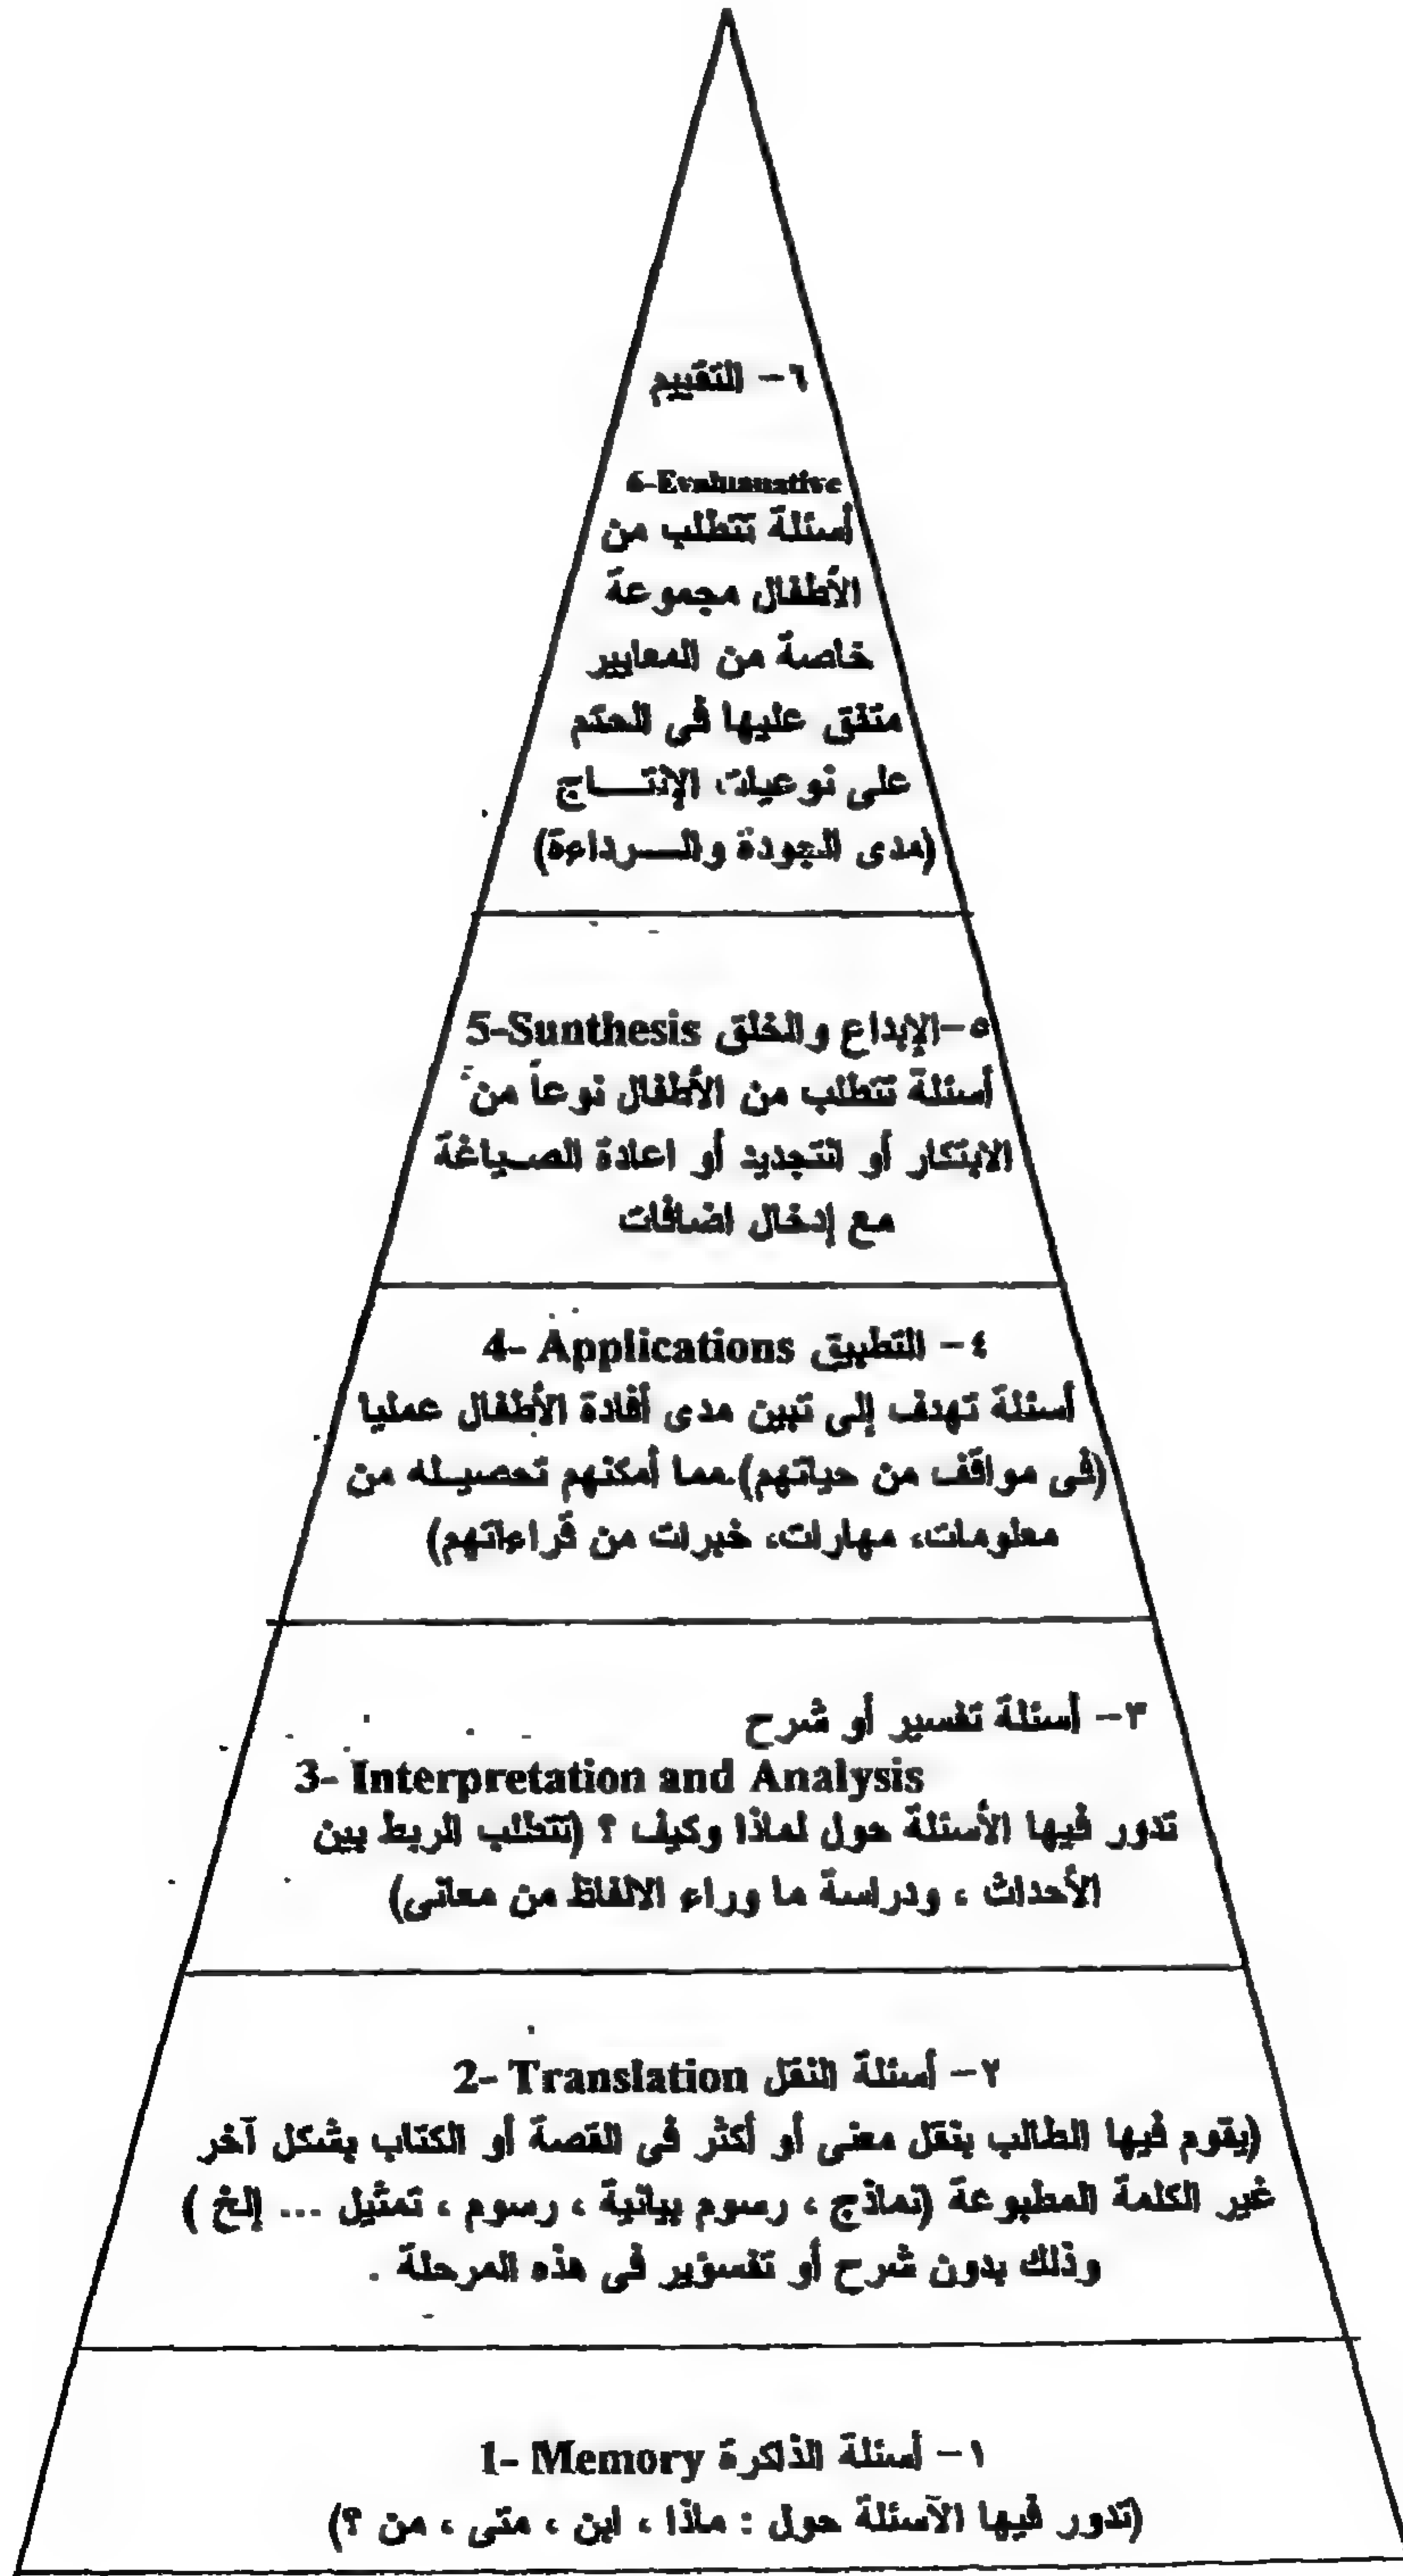 ٦- التقييم
6-Evaluanative
أسئلة تتطلب من
الأطفال مجموعة
خاصة من المعايير
متفق عليها فى الحكم
على نوعيات الإنتـــاج
(مدى الجودة والـــرداءة)
٥-الإبداع والخلق 5-Sunthesis
أسئلة تتطلب من الأطفال نوعاً من
الابتكار أو التجديد أو اعادة الصـياغة
مع إدخال اضافات
٤- التطبيق 4- Applications
أسئلة تهدف إلى تبين مدى أفادة الأطفال عمليا
(فى مواقف من حياتهم) مما أمكنهم تحصيـله من
معلومات، مهارات، خبرات من قراءاتهم)
٣- أسئلة تفسير أو شرح
3- Interpretation and Analysis
تدور فيها الأسئلة حول لماذا وكيف ؟ (تتطلب الربط بين
الأحداث ، ودراسة ما وراء الالفاظ من معانى)
٢- أسئلة النقل 2- Translation
(يقوم فيها الطالب بنقل معنى أو أكثر فى القصة أو الكتاب بشكل آخر
غير الكلمة المطبوعة (نماذج ، رسوم بيانية ، رسوم ، تمثيل ... إلخ )
وذلك بدون شرح أو تفسؤير فى هذه المرحلة .
١- أسئلة الذاكرة 1- Memory
(تدور فيها الآسئلة حول : ماذا ، اين ، متى ، من ؟)